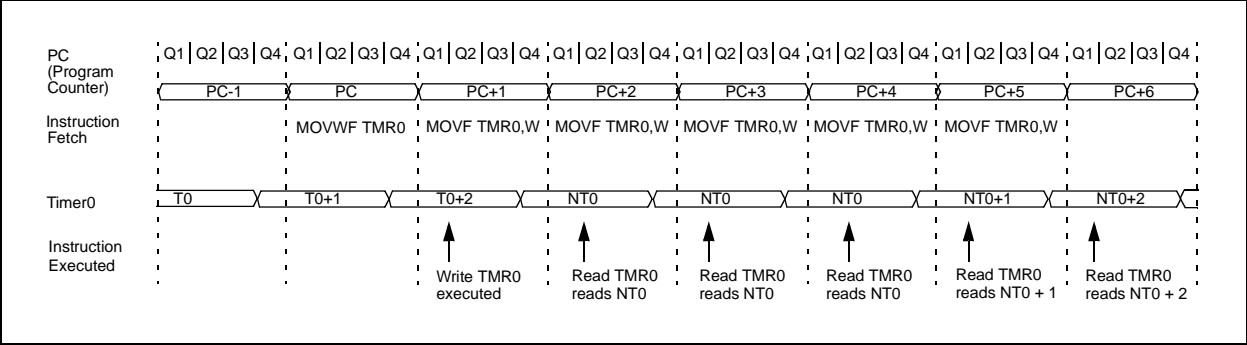 PC
(Program
Counter)
Q1 Q2 Q3 Q4 Q1 Q2 Q3 Q4 Q1 Q2 Q3 Q4 Q1 Q2 Q3 Q4 Q1 Q2 Q3 Q4 Q1 Q2 Q3 Q4 Q1 Q2 Q3 Q4 Q1 Q2 Q3 Q4
PC-1 PC PC+1 PC+2 PC+3 PC+4 PC+5 PC+6
Instruction
Fetch
MOVWF TMR0 MOVF TMR0,W MOVF TMR0,W MOVF TMR0,W MOVF TMR0,W MOVF TMR0,W
Timer0
T0 T0+1 T0+2 NT0 NT0 NT0 NT0+1 NT0+2
Instruction
Executed
Write TMR0
executed
Read TMR0
reads NT0
Read TMR0
reads NT0
Read TMR0
reads NT0
Read TMR0
reads NT0 + 1
Read TMR0
reads NT0 + 2